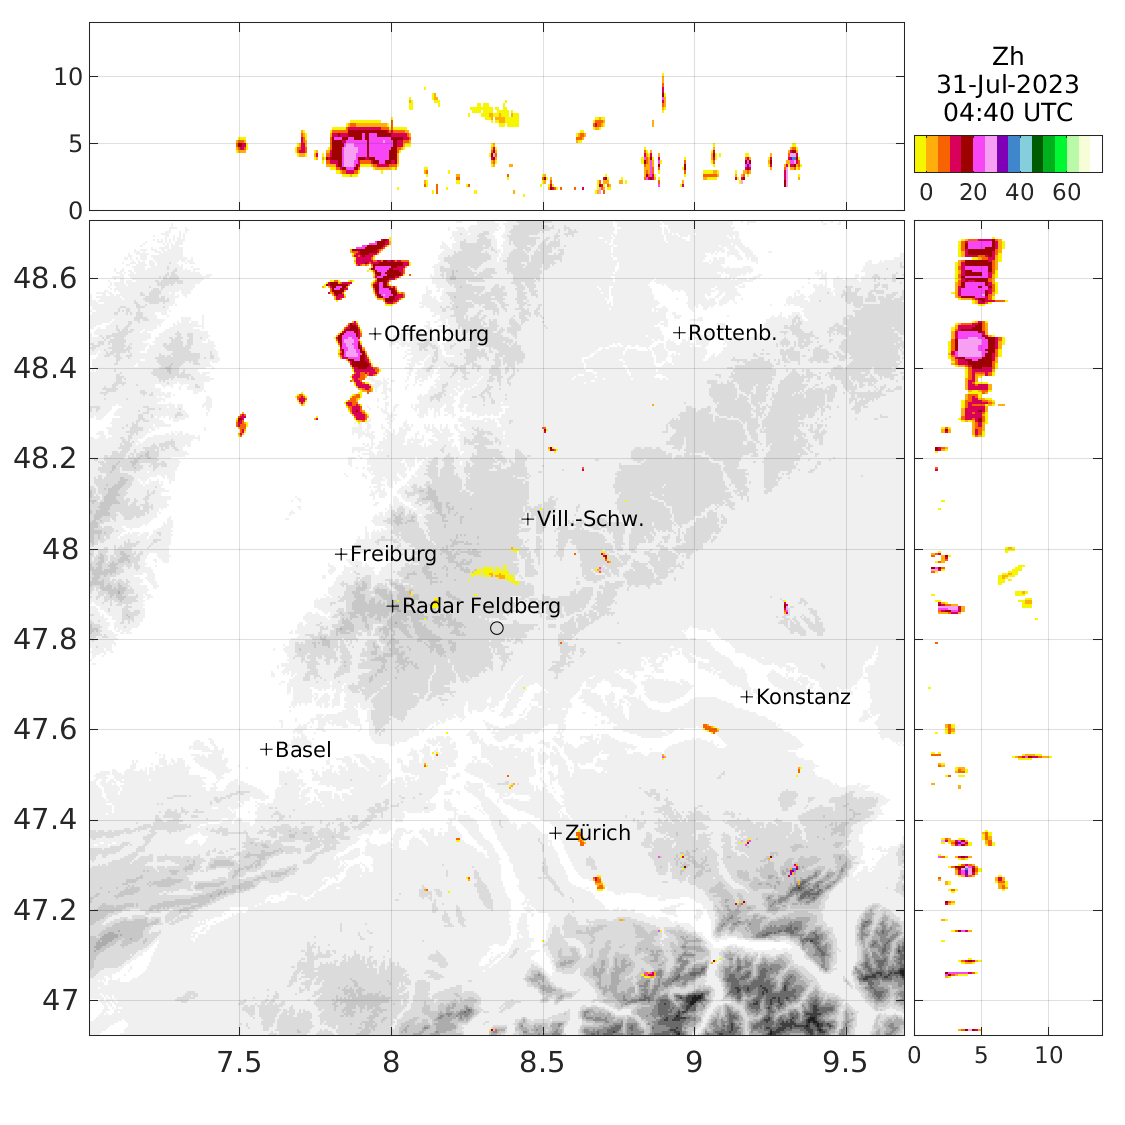 Zh
31-Jul-2023
04:40 UTC
0 20 40 60
10
5
0
48.6
48.4
48.2
48
47.8
47.6
47.4
47.2
47
+Offenburg
+Rottenb.
+Vill.-Schw.
+Freiburg
+Radar Feldberg
+Konstanz
+Basel
+Zürich
7.5 8 8.5 9 9.5
0 5 10